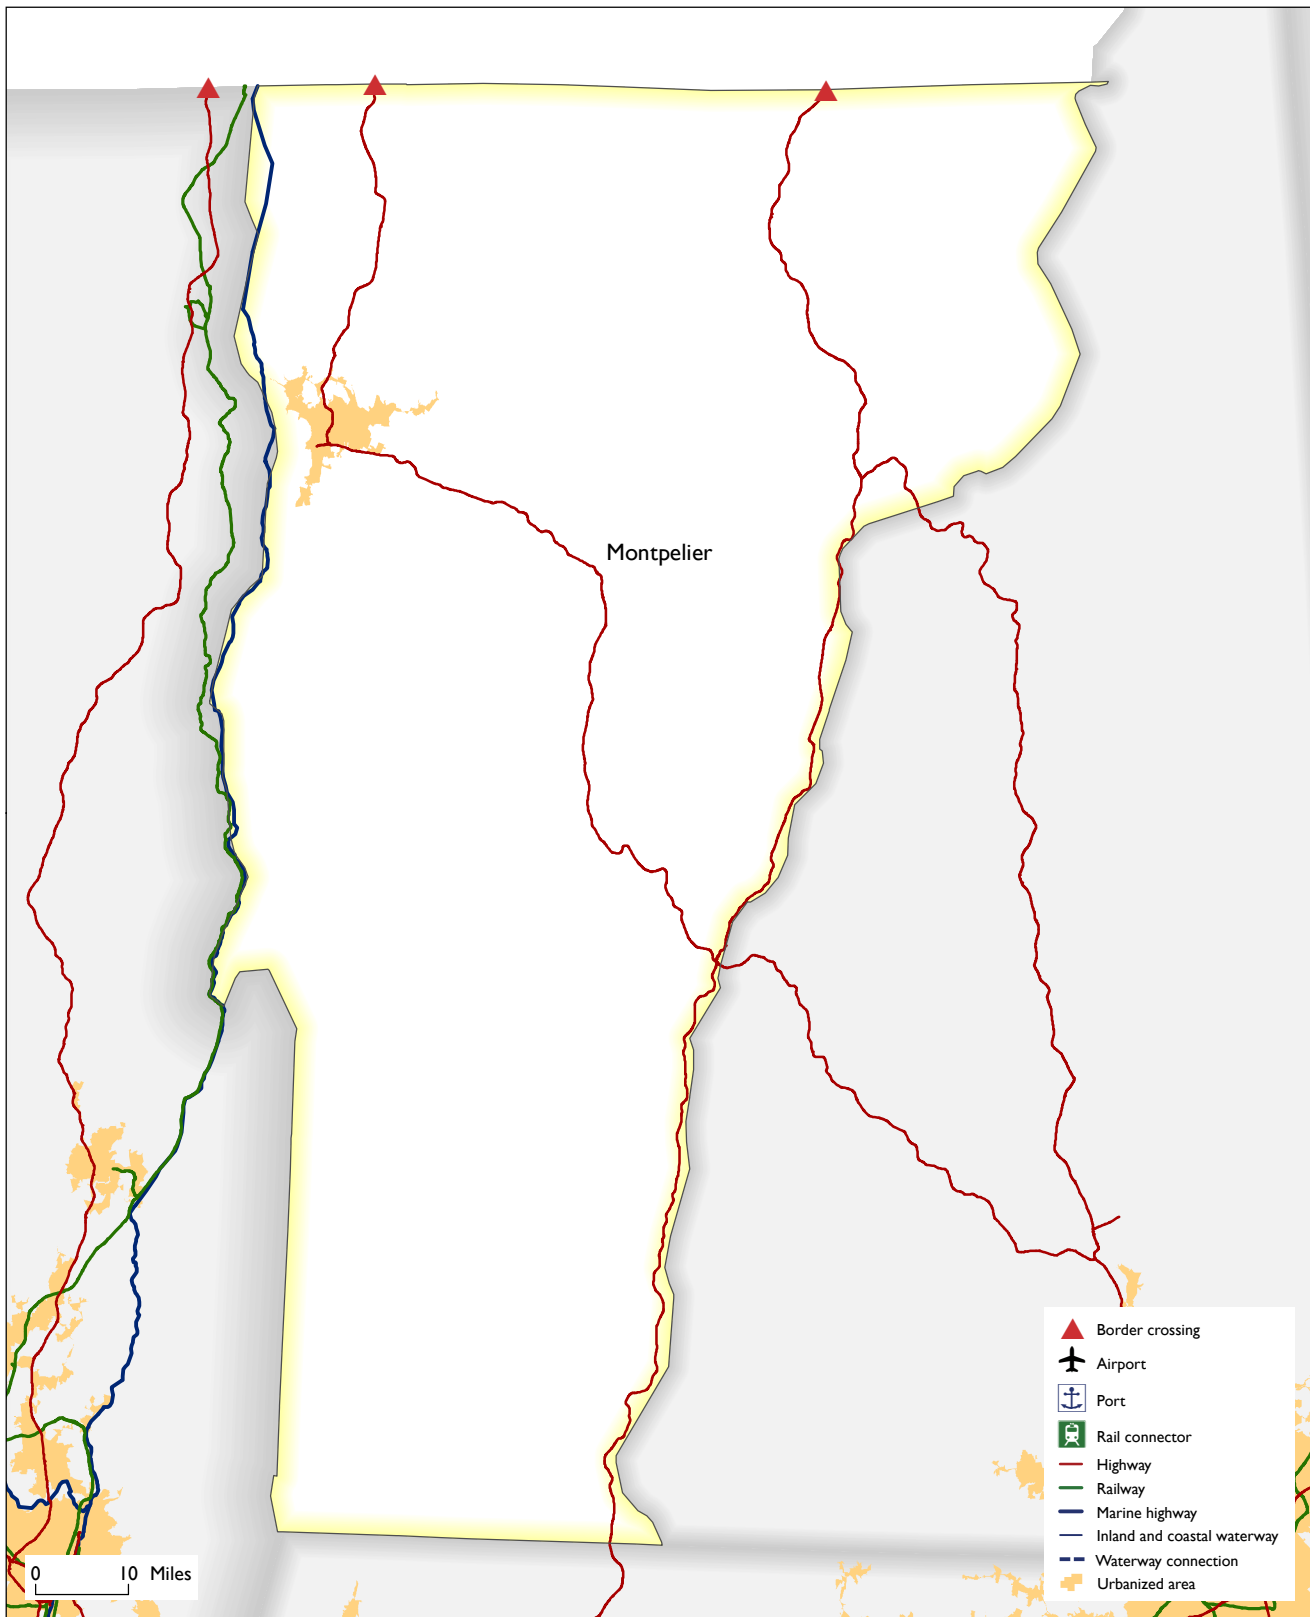 Montpelier
Border crossing
Airport
Port
Rail connector
Highway
Railway
Marine highway
Inland and coastal waterway
Waterway connection
Urbanized area
0 10 Miles